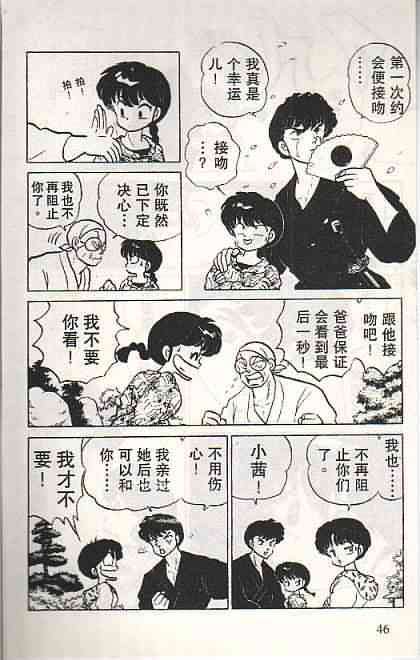 第一次约
会便接吻
……
我真是
个幸运
儿！
接吻
…？
拍！
拍！
你既然
已下定
决心…
我也不
再阻止
你了。
跟他接
吻吧！
爸爸保证
会看到最
后一秒！
我不要
你看！
我也……
不再阻
止你们
了。
小茜！
不用伤
心！
我亲过
她后也
可以和
你……
我才不
要！
46